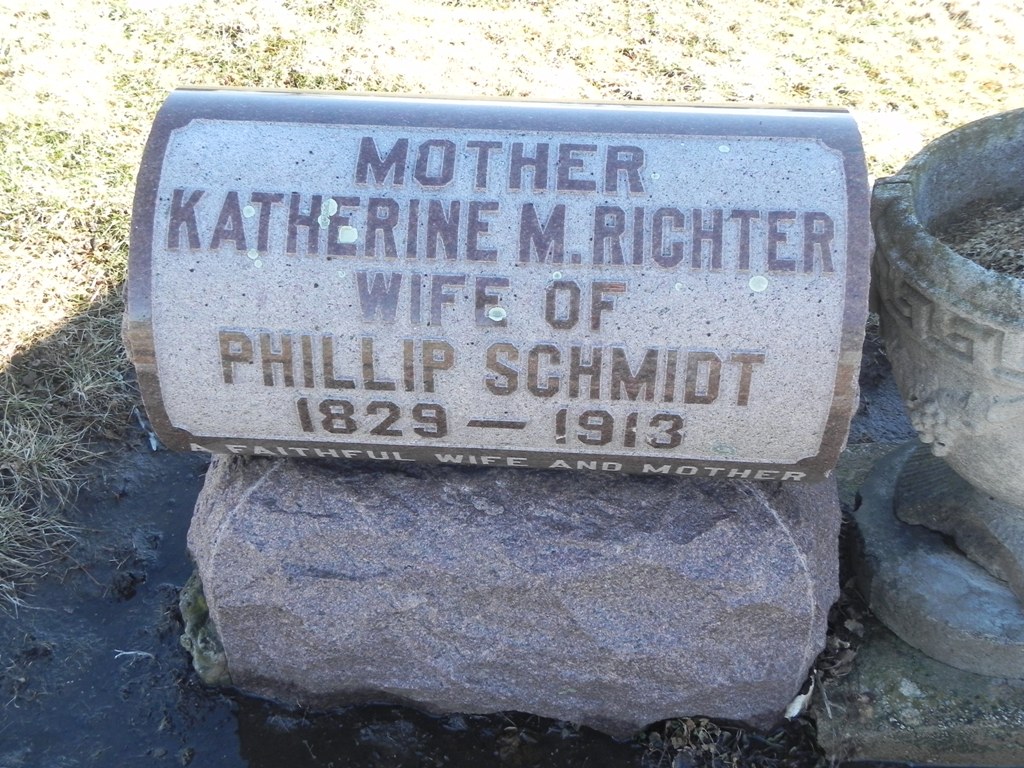 MOTHER
KATHERINE M. RICHTER
WIFE OF
PHILLIP SCHMIDT
1829 — 1913
A FAITHFUL WIFE AND MOTHER